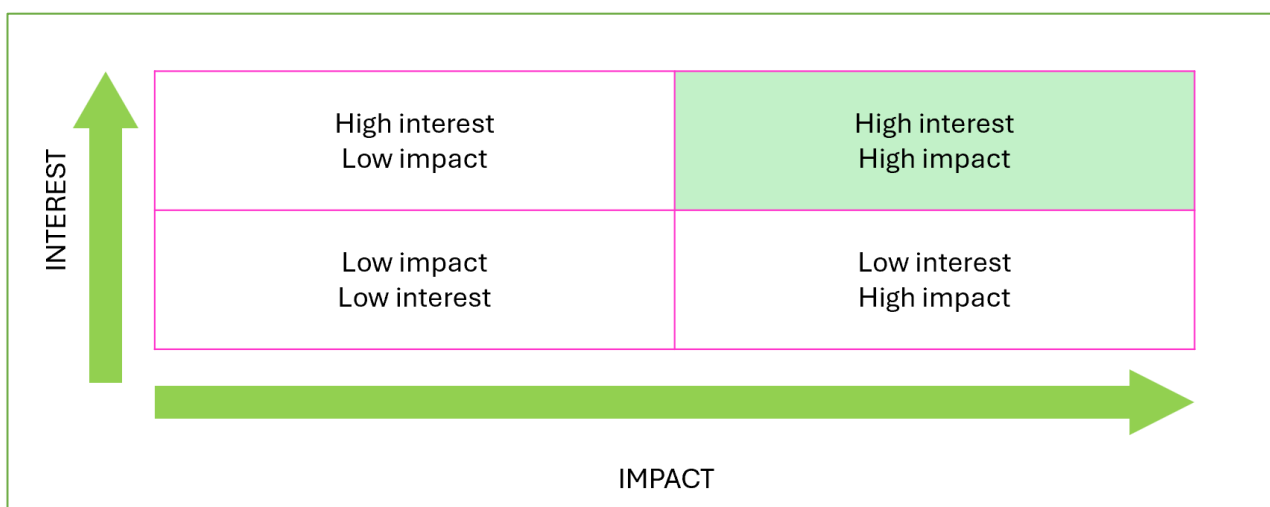 High interest
Low impact
High interest
High impact
INTEREST
Low impact
Low interest
Low interest
High impact
IMPACT